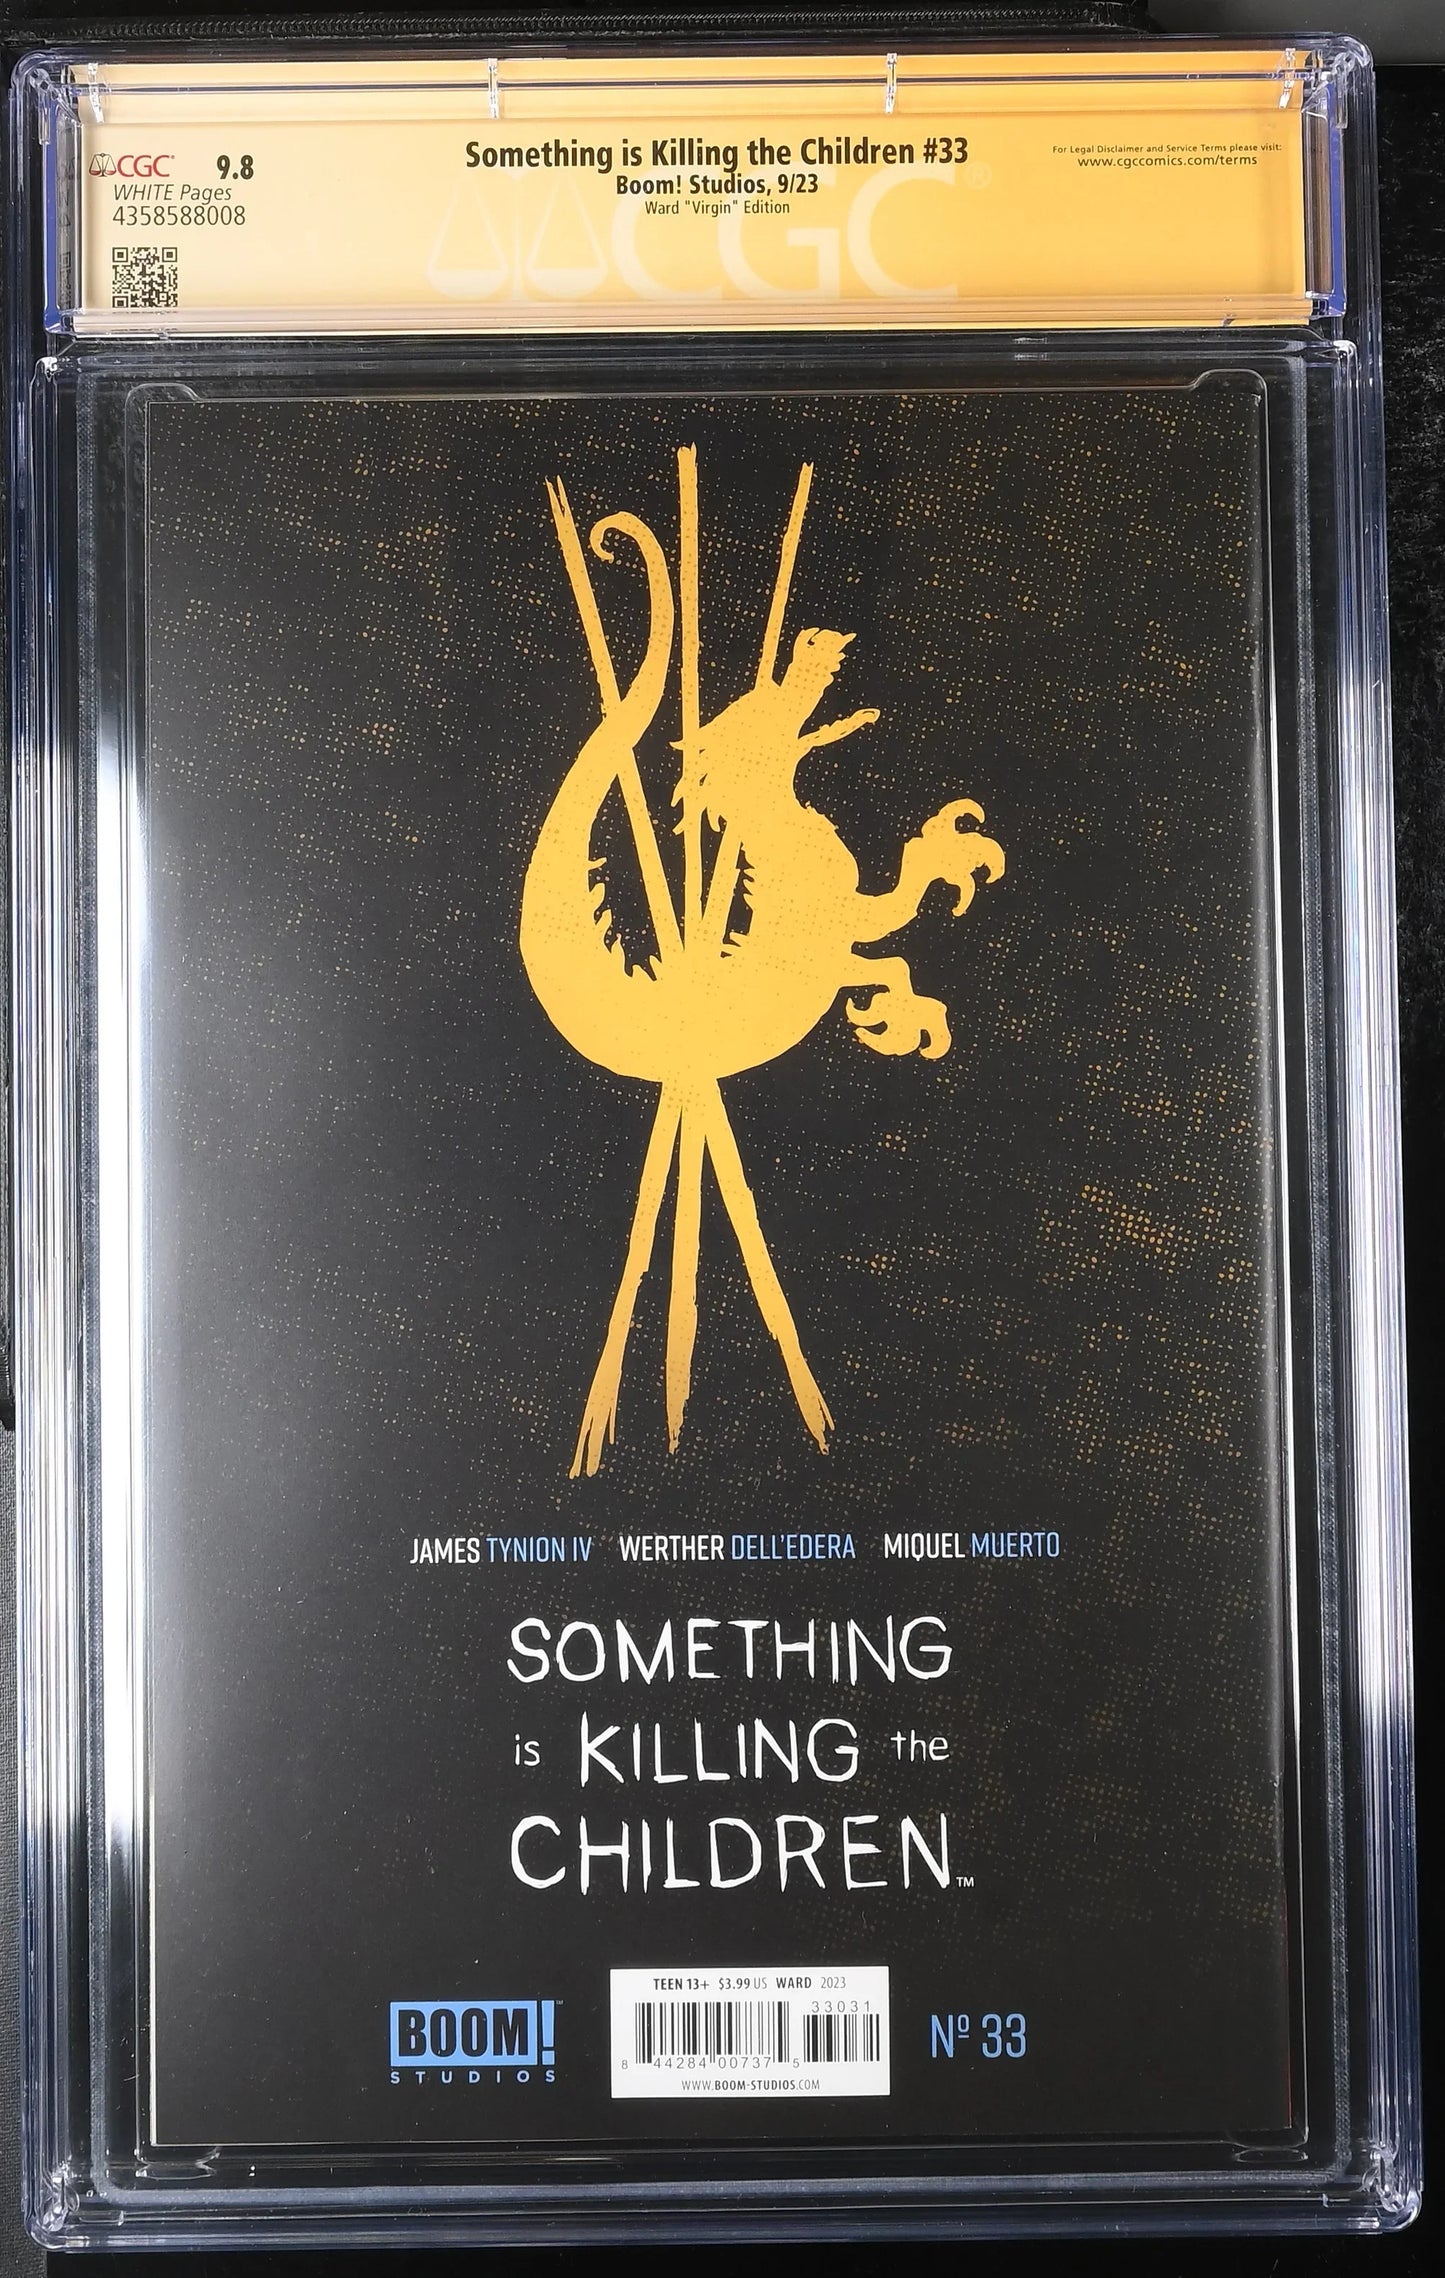 CGC® 9.8
WHITE Pages
4358588008
Something is Killing the Children #33
Boom! Studios, 9/23
Ward "Virgin" Edition
For Legal Disclaimer and Service Terms please visit:
www.cgccomics.com/terms
CGC®
JAMES TYNION IV WERTHER DELL'EDERA MIQUEL MUERTO
SOMETHING
is KILLING the
CHILDREN™
BOOM!™
STUDIOS
TEEN 13+ $3.99 US WARD 2023
33031
8 44284 00737 5
WWW.BOOM-STUDIOS.COM
Nº 33